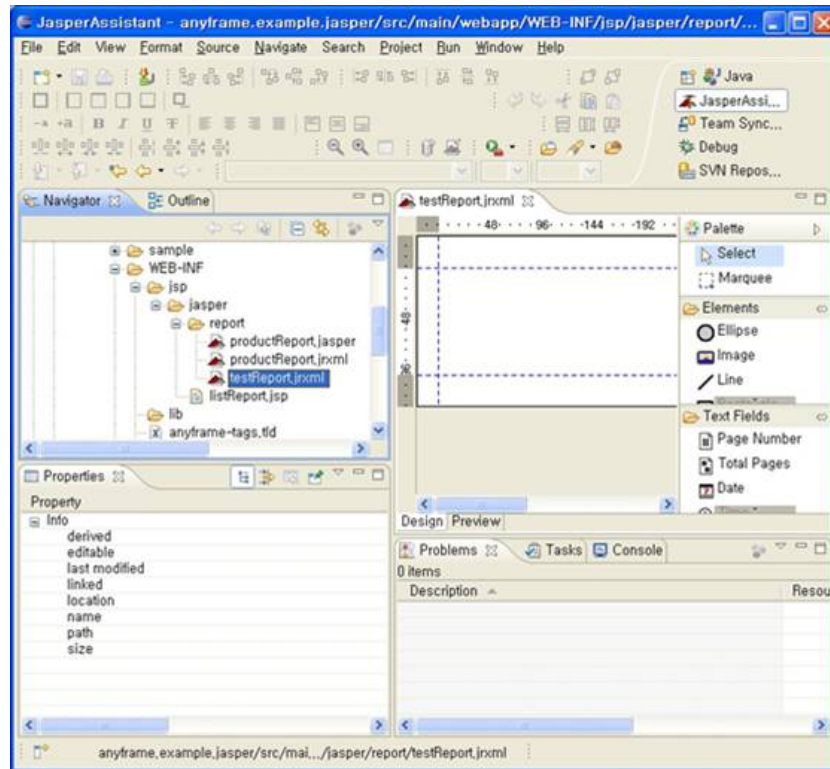 JasperAssistant - anyframe.example.jasper/src/main/webapp/WEB-INF/jsp/jasper/report/...
File Edit View Format Source Navigate Search Project Run Window Help
Java
JasperAssi...
Team Sync...
Debug
SVN Repos...
Navigator Outline
sample
WEB-INF
jsp
jasper
report
productReport.jasper
productReport.jrxml
testReport.jrxml
listReport.jsp
lib
anyframe-tags.tld
testReport.jrxml
48 96 144 192
48
96
Palette
Select
Marquee
Elements
Ellipse
Image
Line
Text Fields
Page Number
Total Pages
Date
Design Preview
Properties
Property
Info
derived
editable
last modified
linked
location
name
path
size
Problems Tasks Console
0 items
Description Resou
anyframe.example.jasper/src/mai.../jasper/report/testReport.jrxml